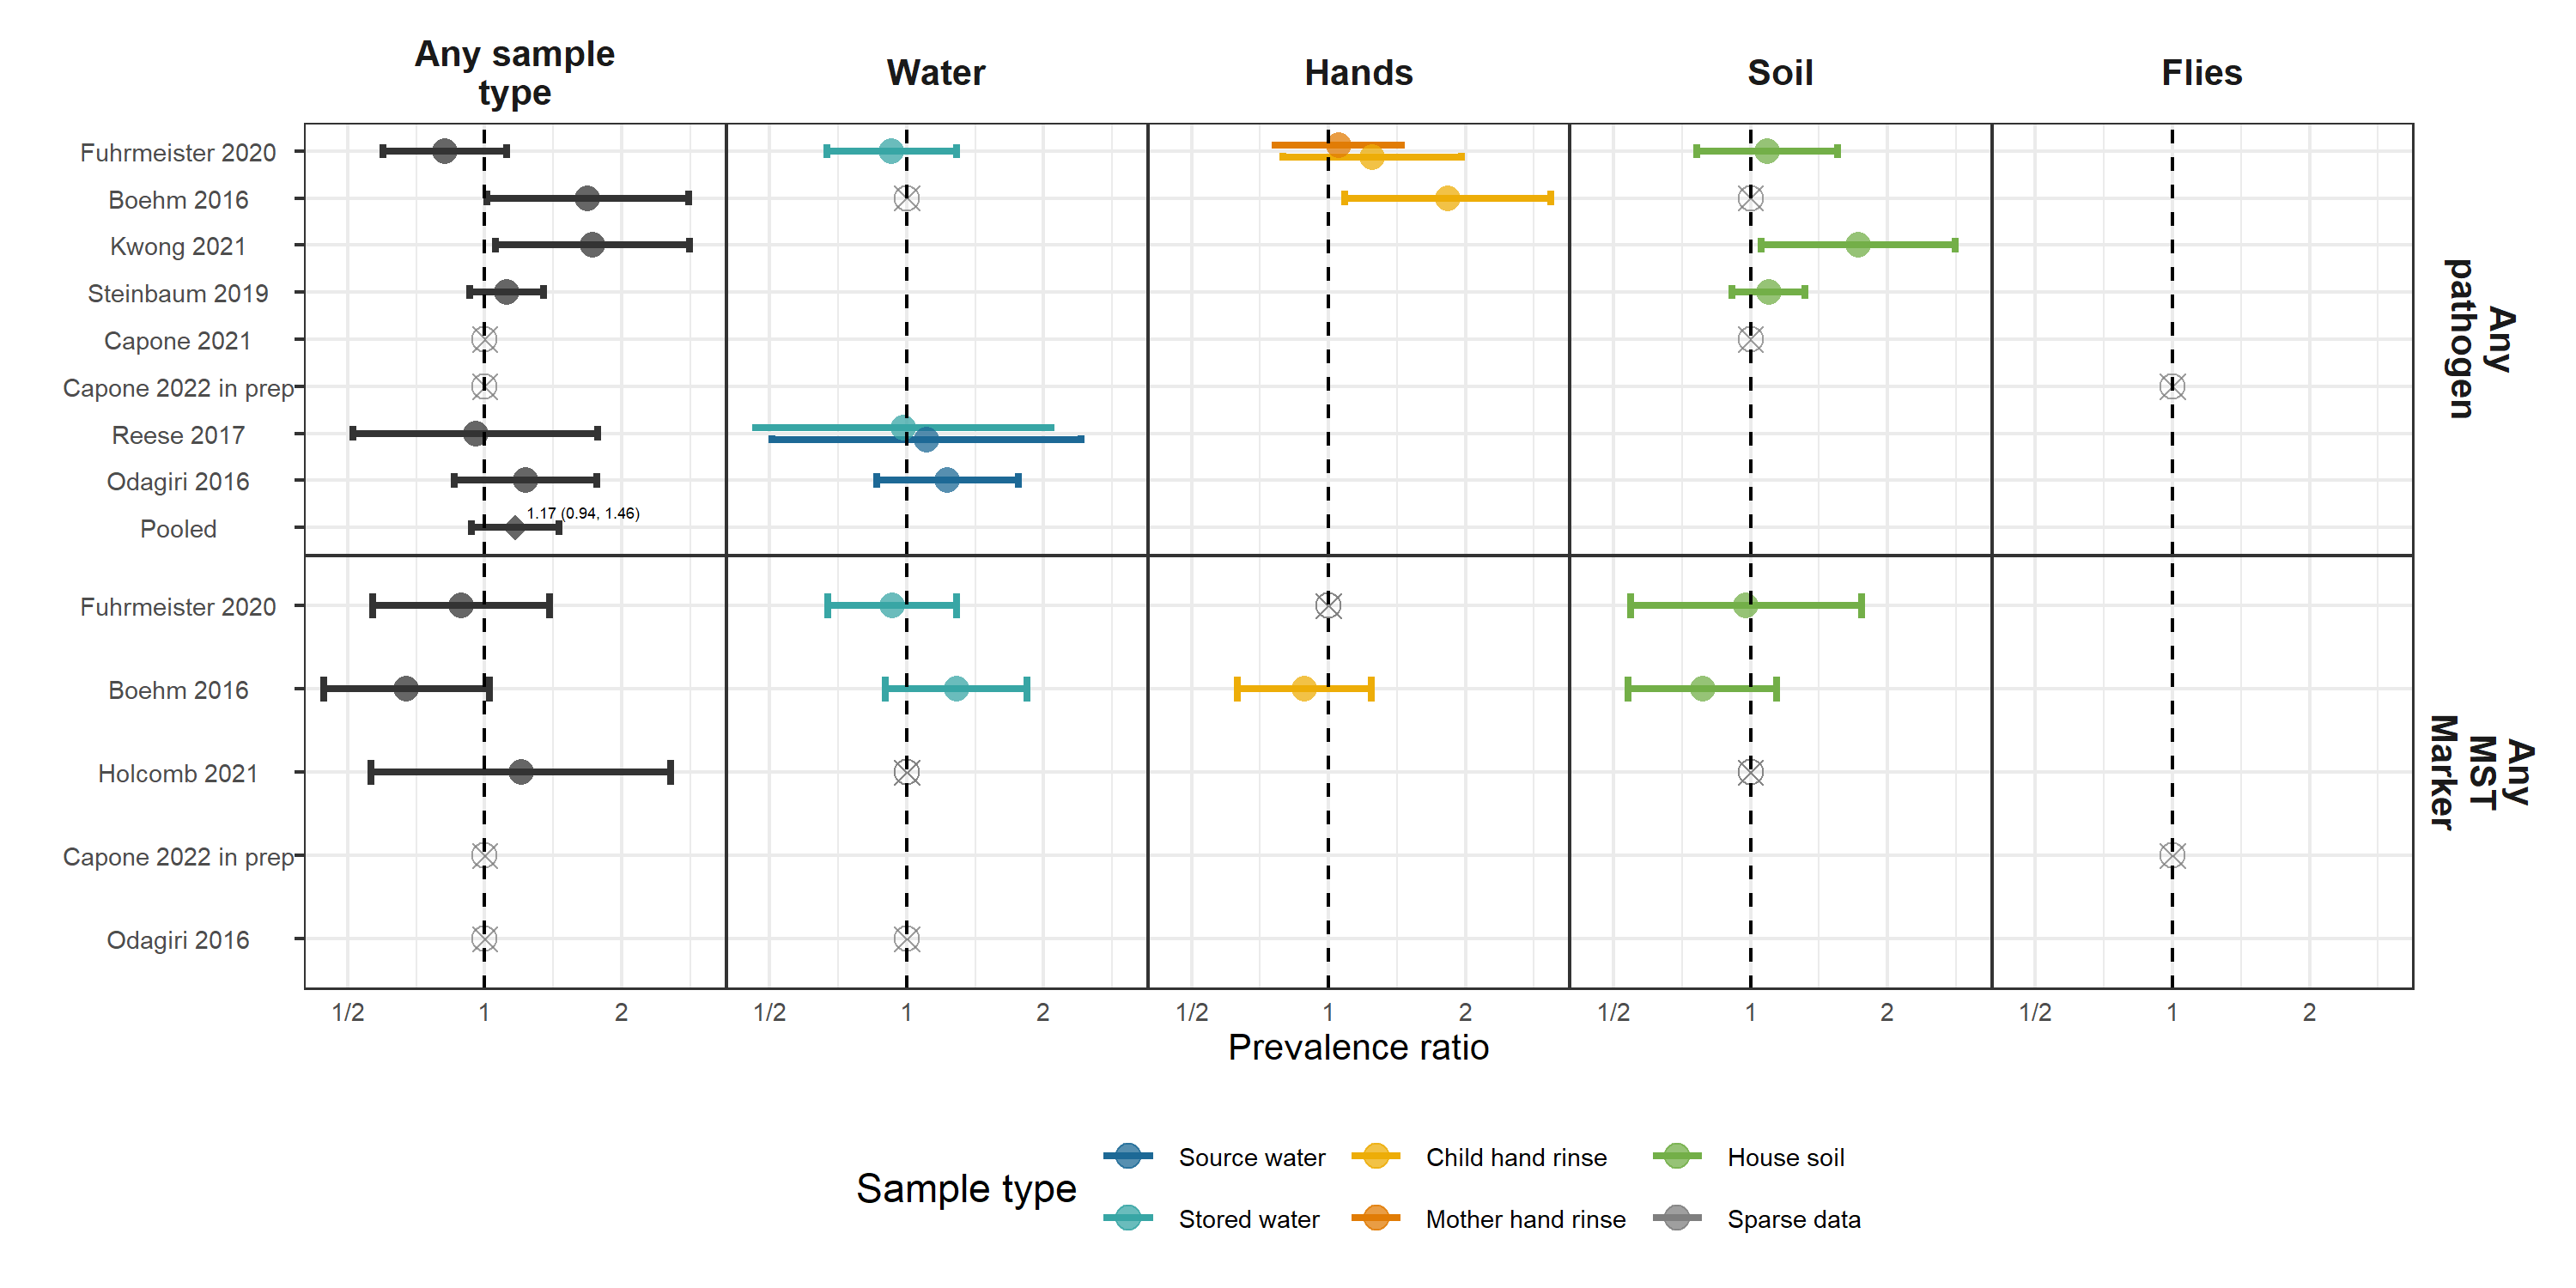 Any sample
type
Water
Hands
Soil
Flies
Fuhrmeister 2020
Boehm 2016
Kwong 2021
Steinbaum 2019
Capone 2021
Capone 2022 in prep
Reese 2017
Odagiri 2016
Pooled
1.17 (0.94, 1.46)
Any
pathogen
Fuhrmeister 2020
Boehm 2016
Holcomb 2021
Capone 2022 in prep
Odagiri 2016
Any
MST
Marker
1/2 1 2
1/2 1 2
1/2 1 2
1/2 1 2
1/2 1 2
Prevalence ratio
Sample type
Source water
Stored water
Child hand rinse
Mother hand rinse
House soil
Sparse data